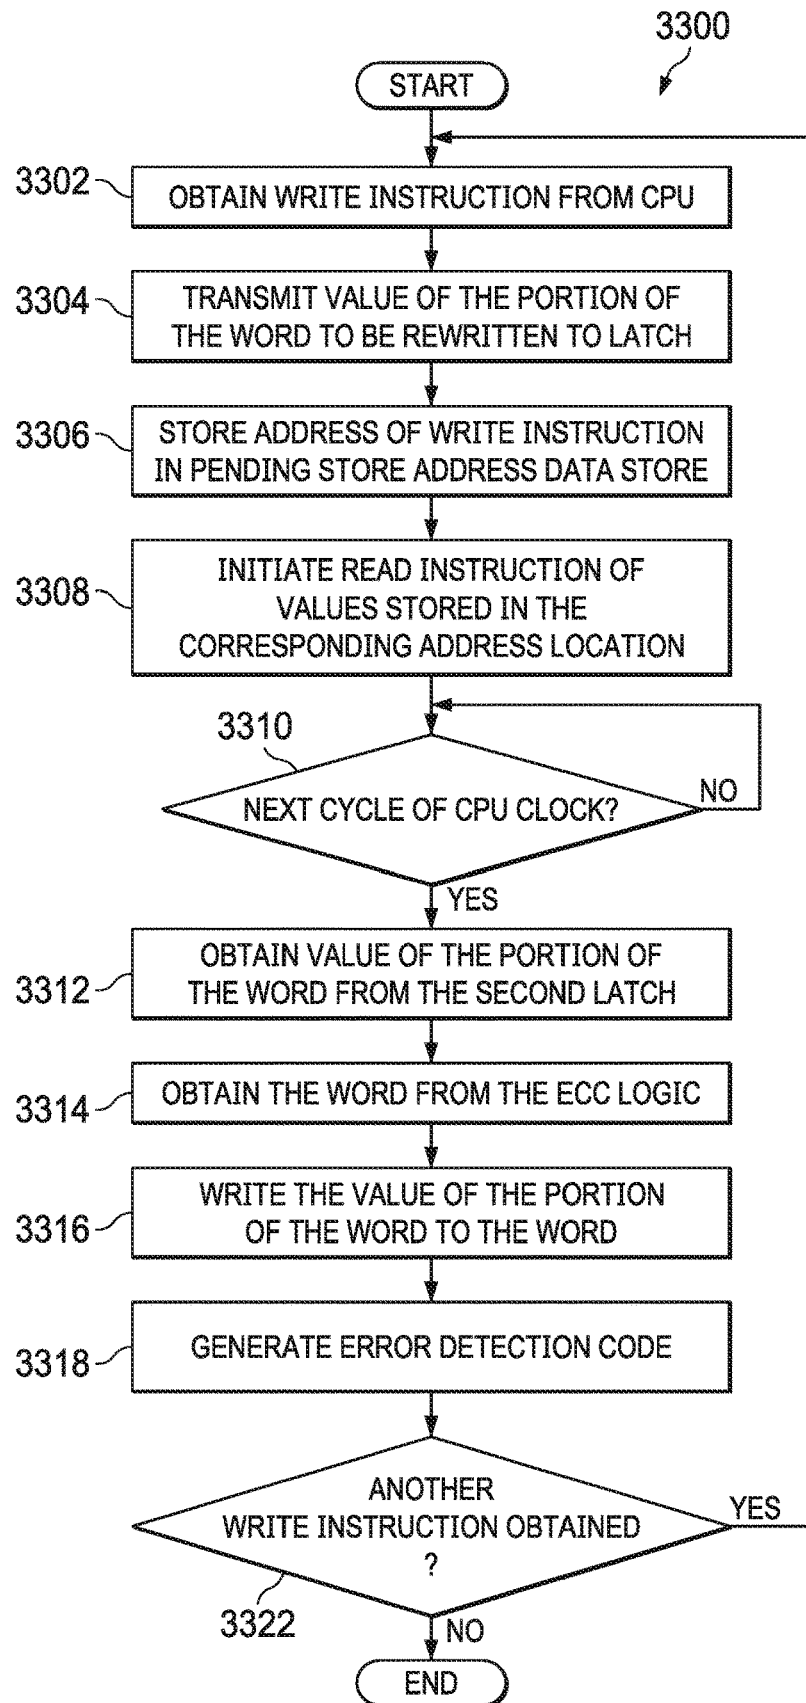 3300
START
3302
OBTAIN WRITE INSTRUCTION FROM CPU
3304
TRANSMIT VALUE OF THE PORTION OF
THE WORD TO BE REWRITTEN TO LATCH
3306
STORE ADDRESS OF WRITE INSTRUCTION
IN PENDING STORE ADDRESS DATA STORE
3308
INITIATE READ INSTRUCTION OF
VALUES STORED IN THE
CORRESPONDING ADDRESS LOCATION
3310
NEXT CYCLE OF CPU CLOCK?
NO
YES
3312
OBTAIN VALUE OF THE PORTION OF
THE WORD FROM THE SECOND LATCH
3314
OBTAIN THE WORD FROM THE ECC LOGIC
3316
WRITE THE VALUE OF THE PORTION
OF THE WORD TO THE WORD
3318
GENERATE ERROR DETECTION CODE
ANOTHER
WRITE INSTRUCTION OBTAINED
?
YES
3322
NO
END